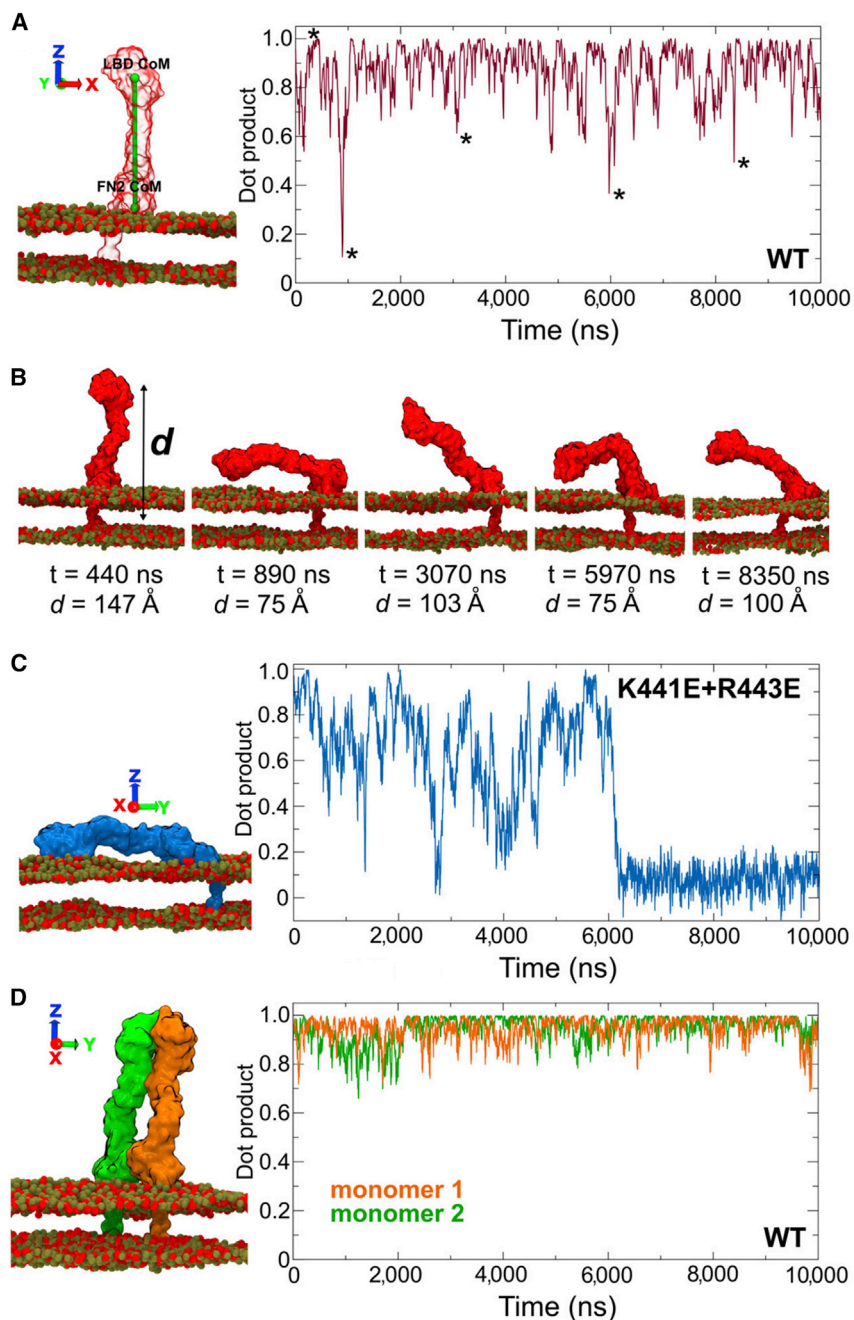 A
Z
Y
X
LBD CoM
FN2 CoM
Dot product
1.0
0.8
0.6
0.4
0.2
0
*
*
*
*
*
WT
0
2,000
4,000
6,000
8,000
10,000
Time (ns)
B
d
t = 440 ns
d = 147 Å
t = 890 ns
d = 75 Å
t = 3070 ns
d = 103 Å
t = 5970 ns
d = 75 Å
t = 8350 ns
d = 100 Å
C
Z
X
Y
Dot product
1.0
0.8
0.6
0.4
0.2
0
K441E+R443E
0
2,000
4,000
6,000
8,000
10,000
Time (ns)
D
Z
X
Y
Dot product
1.0
0.8
0.6
0.4
0.2
0
monomer 1
monomer 2
WT
0
2,000
4,000
6,000
8,000
10,000
Time (ns)